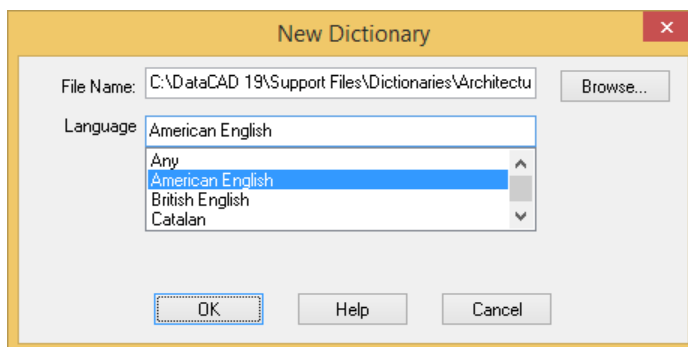 New Dictionary
File Name: C:\DataCAD 19\Support Files\Dictionaries\Architectu Browse...
Language American English
Any
American English
British English
Catalan
OK Help Cancel